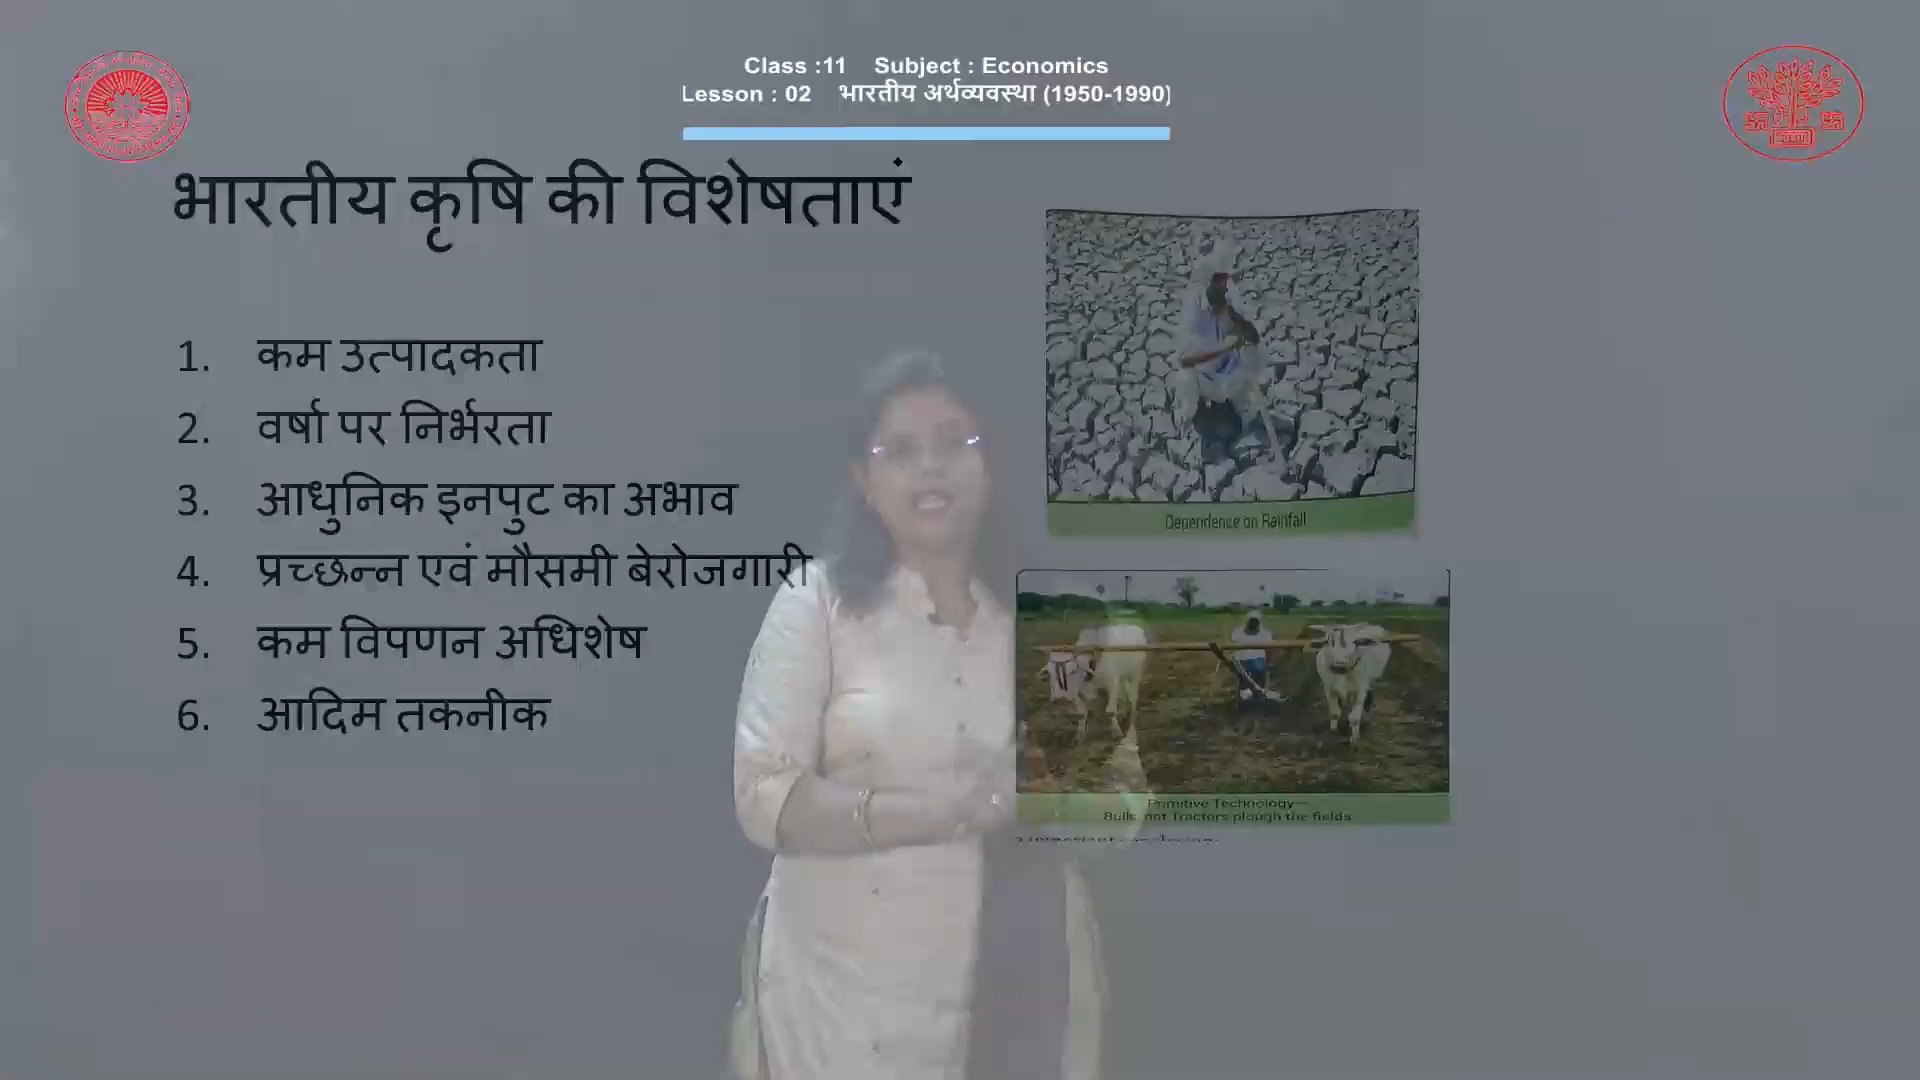 Class :11 Subject : Economics
Lesson : 02 भारतीय अर्थव्यवस्था (1950-1990)
भारतीय कृषि की विशेषताएं
1. कम उत्पादकता
2. वर्षा पर निर्भरता
3. आधुनिक इनपुट का अभाव
4. प्रच्छन्न एवं मौसमी बेरोजगारी
5. कम विपणन अधिशेष
6. आदिम तकनीक
Dependence on Rainfall
Primitive Technology—
Bulls not Tractors plough the fields